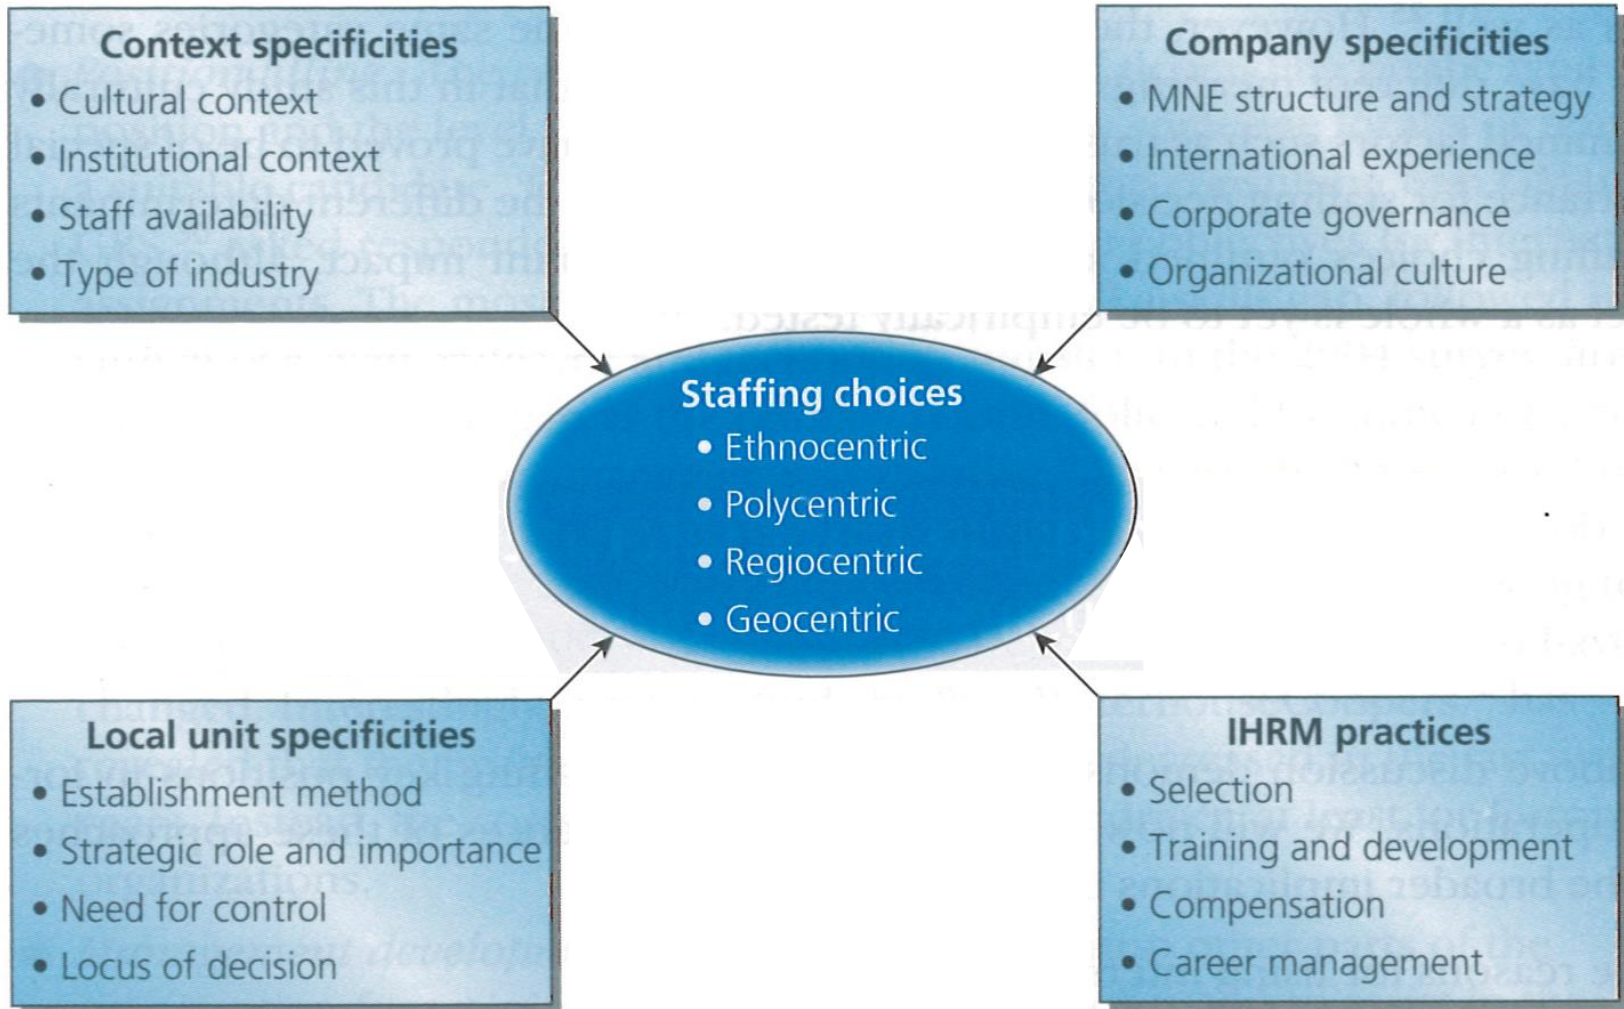 Context specificities
• Cultural context
• Institutional context
• Staff availability
• Type of industry
Company specificities
• MNE structure and strategy
• International experience
• Corporate governance
• Organizational culture
Staffing choices
• Ethnocentric
• Polycentric
• Regiocentric
• Geocentric
Local unit specificities
• Establishment method
• Strategic role and importance
• Need for control
• Locus of decision
IHRM practices
• Selection
• Training and development
• Compensation
• Career management